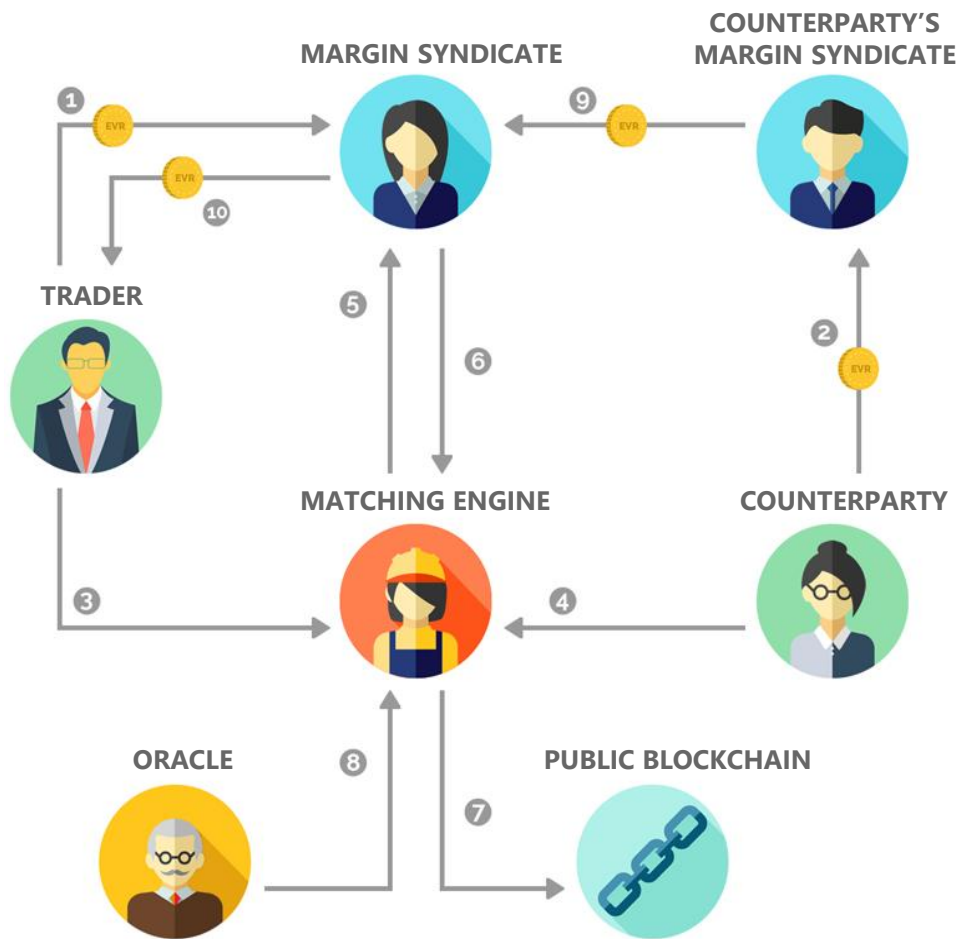 COUNTERPARTY’S
MARGIN SYNDICATE
MARGIN SYNDICATE
1
EVR
9
EVR
EVR
10
TRADER
5
6
2
EVR
MATCHING ENGINE
COUNTERPARTY
3
4
ORACLE
8
PUBLIC BLOCKCHAIN
7